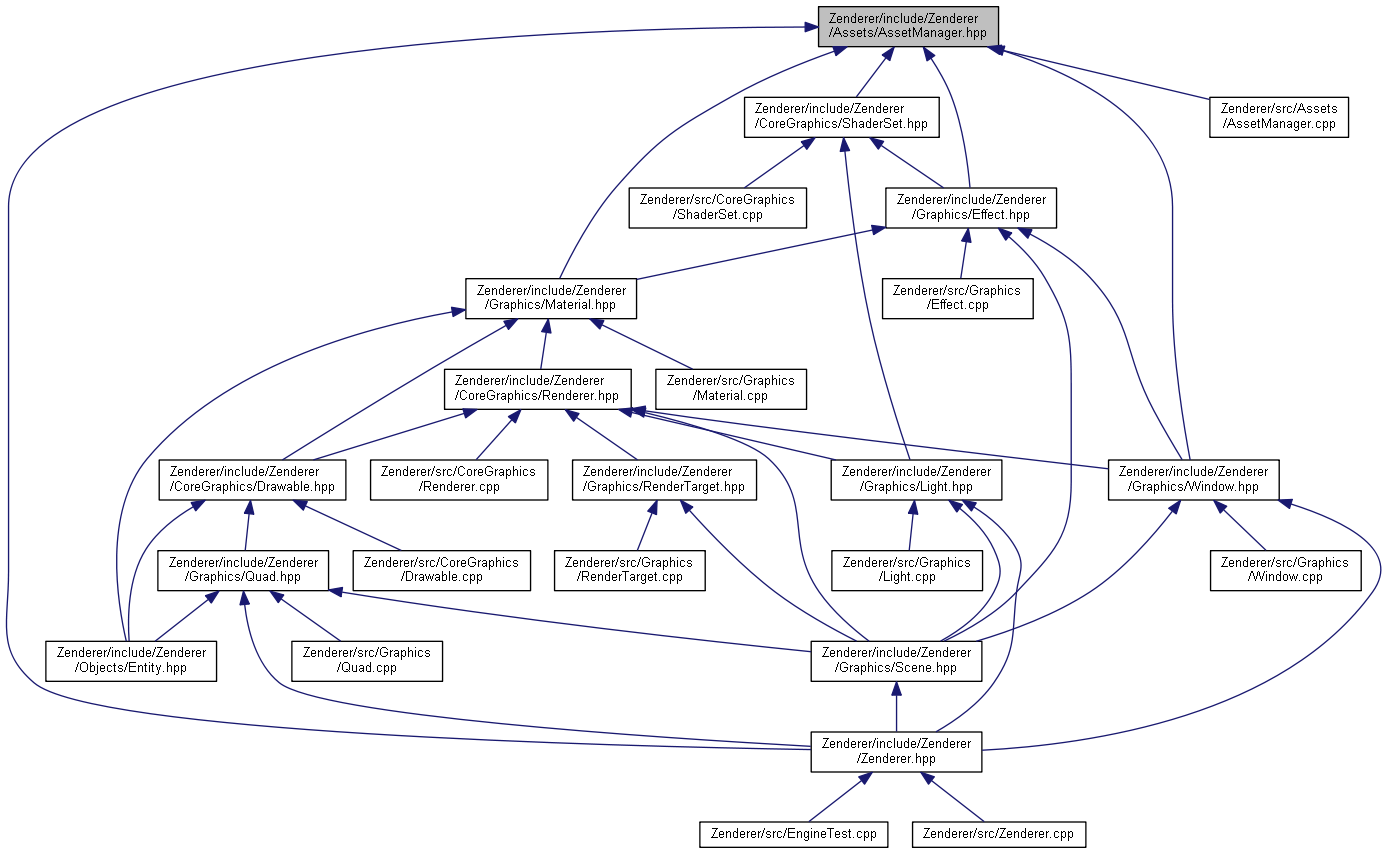 Zenderer/include/Zenderer
/Assets/AssetManager.hpp
Zenderer/include/Zenderer
/CoreGraphics/ShaderSet.hpp
Zenderer/src/Assets
/AssetManager.cpp
Zenderer/src/CoreGraphics
/ShaderSet.cpp
Zenderer/include/Zenderer
/Graphics/Effect.hpp
Zenderer/include/Zenderer
/Graphics/Material.hpp
Zenderer/src/Graphics
/Effect.cpp
Zenderer/include/Zenderer
/CoreGraphics/Renderer.hpp
Zenderer/src/Graphics
/Material.cpp
Zenderer/include/Zenderer
/CoreGraphics/Drawable.hpp
Zenderer/src/CoreGraphics
/Renderer.cpp
Zenderer/include/Zenderer
/Graphics/RenderTarget.hpp
Zenderer/include/Zenderer
/Graphics/Light.hpp
Zenderer/include/Zenderer
/Graphics/Window.hpp
Zenderer/include/Zenderer
/Graphics/Quad.hpp
Zenderer/src/CoreGraphics
/Drawable.cpp
Zenderer/src/Graphics
/RenderTarget.cpp
Zenderer/src/Graphics
/Light.cpp
Zenderer/src/Graphics
/Window.cpp
Zenderer/include/Zenderer
/Objects/Entity.hpp
Zenderer/src/Graphics
/Quad.cpp
Zenderer/include/Zenderer
/Graphics/Scene.hpp
Zenderer/include/Zenderer
/Zenderer.hpp
Zenderer/src/EngineTest.cpp
Zenderer/src/Zenderer.cpp